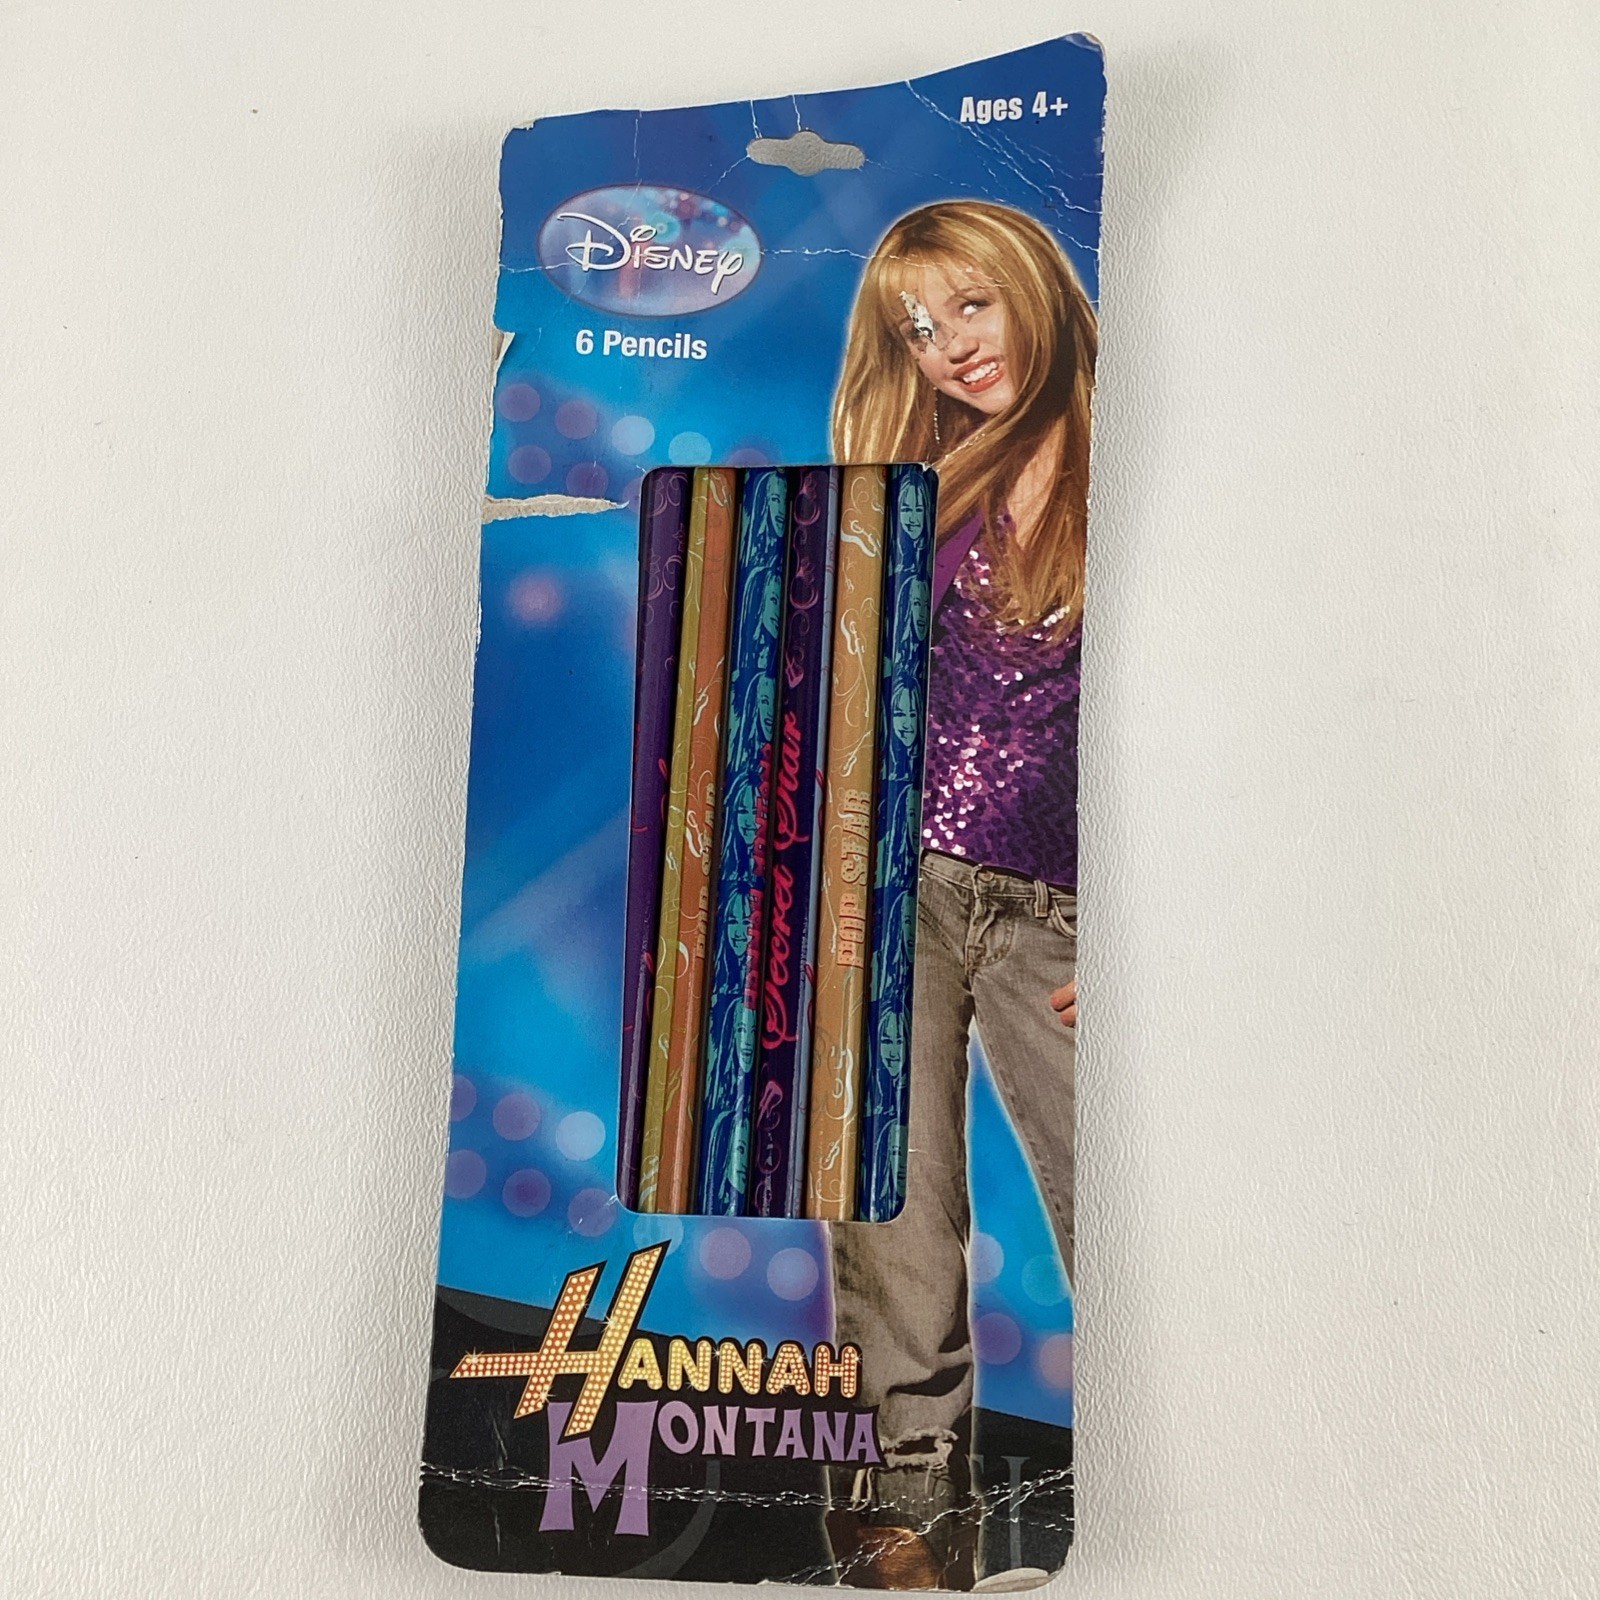 Ages 4+
Disney
6 Pencils
POP STAR
Secret Star
POP STAR
HANNAH
MONTANA